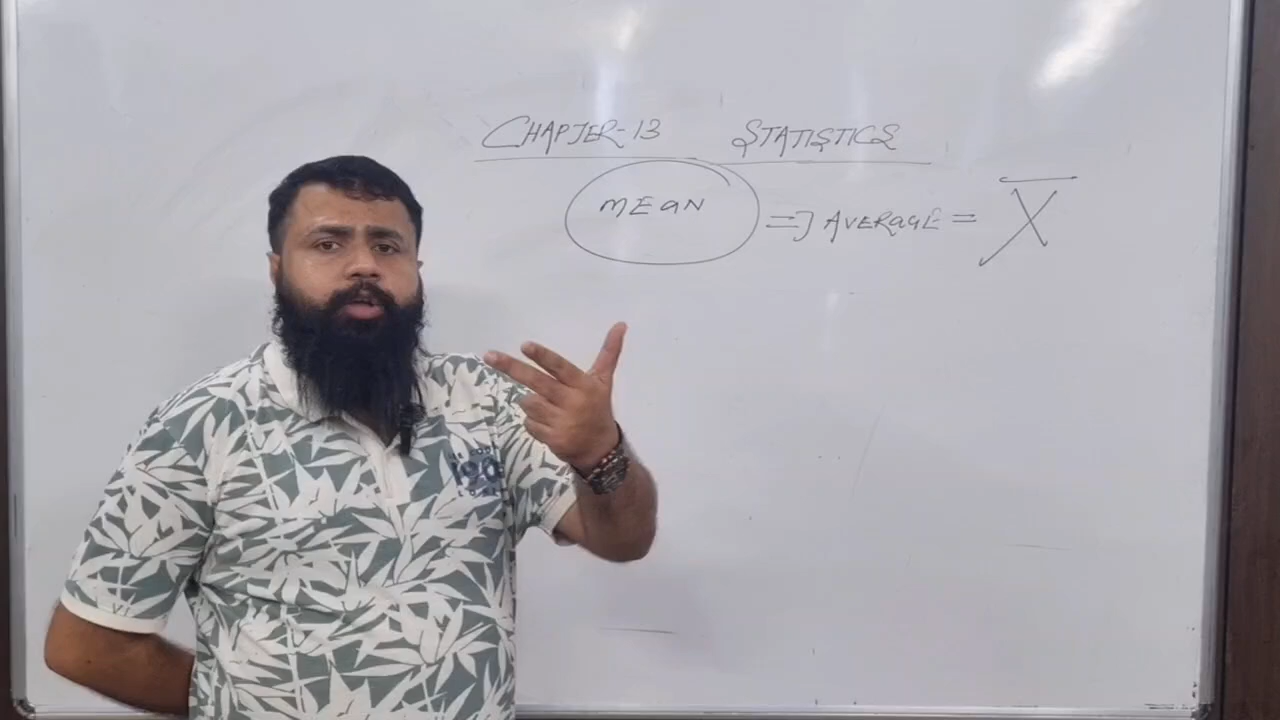 CHAPTER-13 STATISTICS
MEAN => AVERAGE = X̅